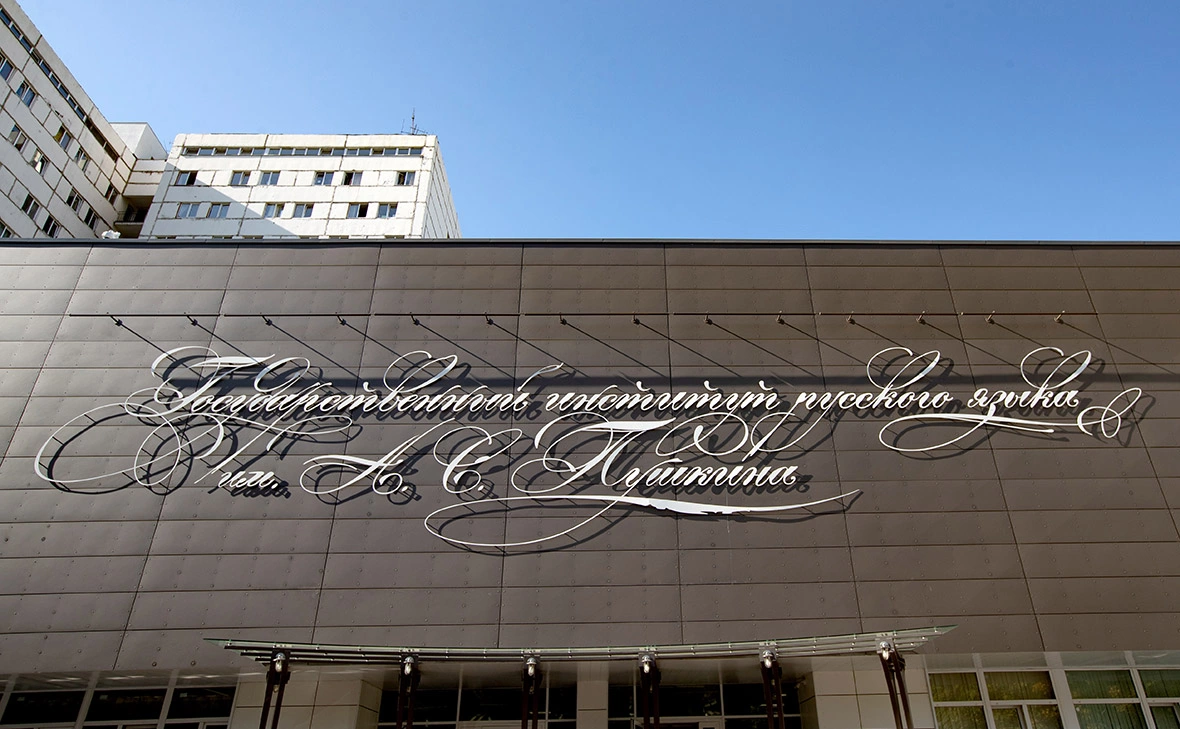 Государственный институт русского языка
им. А. С. Пушкина